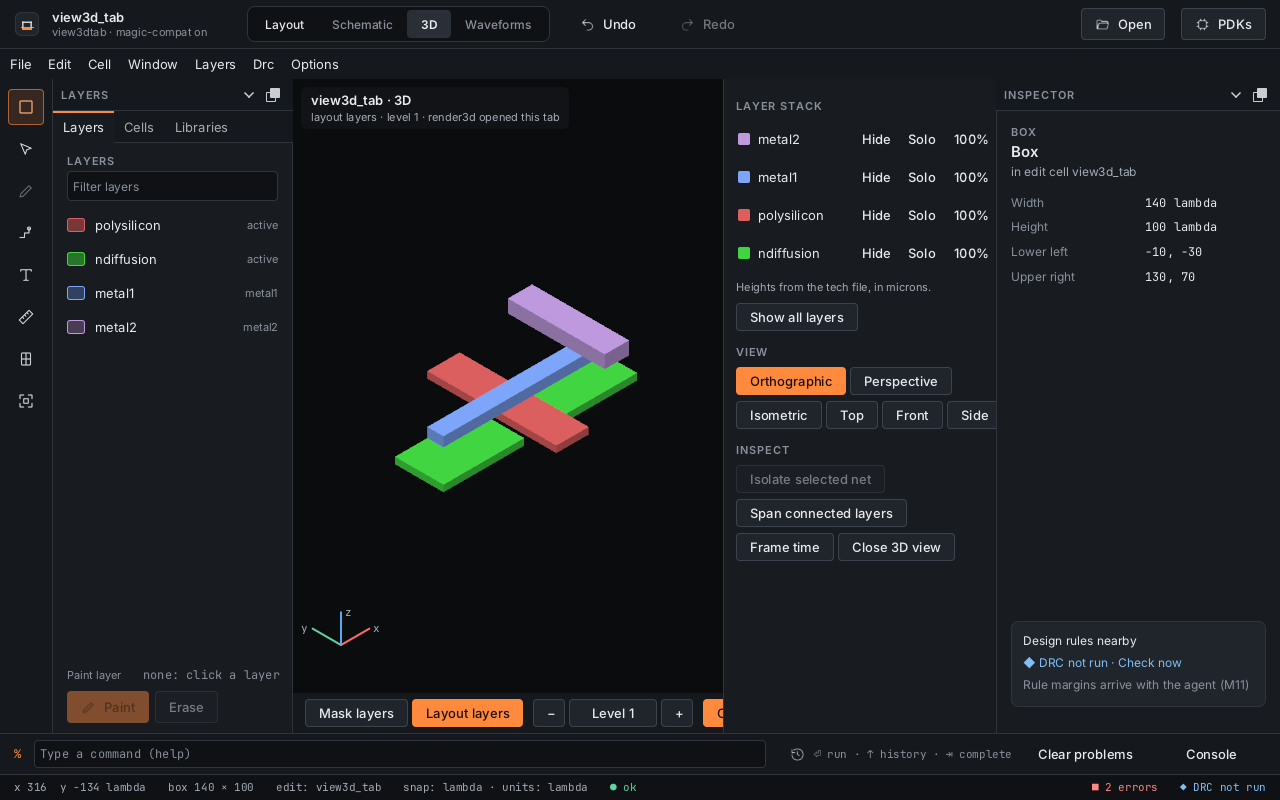 view3d_tab
view3dtab · magic-compat on
Layout Schematic 3D Waveforms
Undo Redo
Open PDKs
File Edit Cell Window Layers Drc Options
LAYERS
Layers Cells Libraries
LAYERS
Filter layers
polysilicon active
ndiffusion active
metal1 metal1
metal2 metal2
Paint layer none: click a layer
Paint Erase
view3d_tab · 3D
layout layers · level 1 · render3d opened this tab
z
y x
Mask layers Layout layers − Level 1 +
LAYER STACK
metal2 Hide Solo 100%
metal1 Hide Solo 100%
polysilicon Hide Solo 100%
ndiffusion Hide Solo 100%
Heights from the tech file, in microns.
Show all layers
VIEW
Orthographic Perspective
Isometric Top Front Side
INSPECT
Isolate selected net
Span connected layers
Frame time Close 3D view
INSPECTOR
BOX
Box
in edit cell view3d_tab
Width 140 lambda
Height 100 lambda
Lower left -10, -30
Upper right 130, 70
Design rules nearby
DRC not run · Check now
Rule margins arrive with the agent (M11)
% Type a command (help)
⏎ run · ↑ history · ⇥ complete
Clear problems Console
x 316 y -134 lambda box 140 × 100 edit: view3d_tab snap: lambda · units: lambda ok
2 errors DRC not run